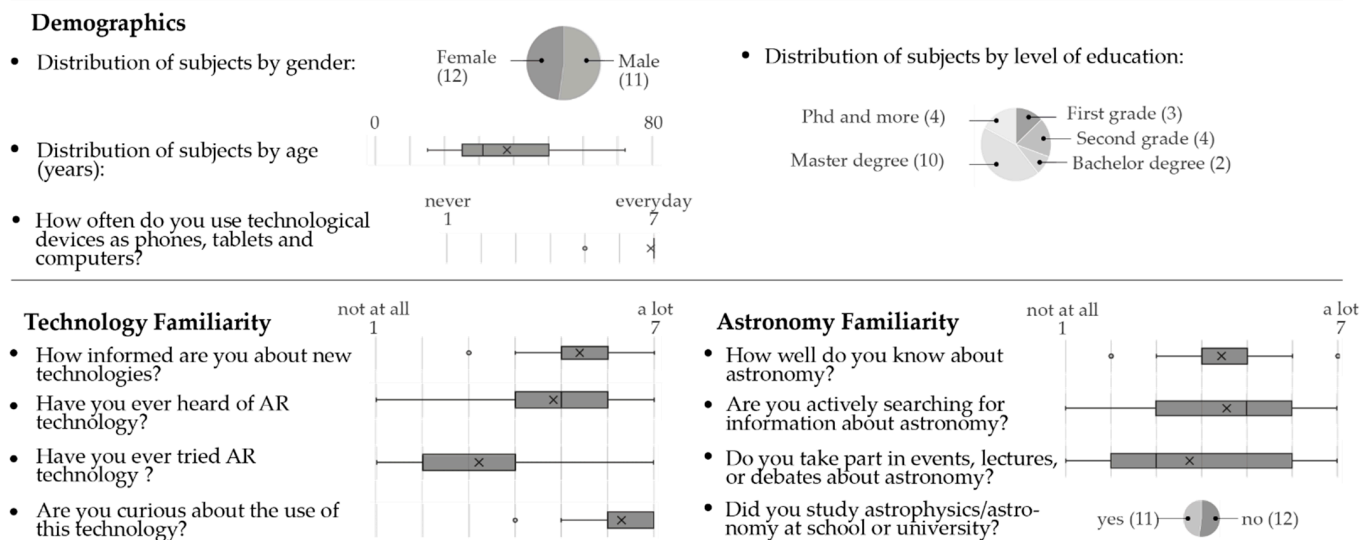 Demographics
• Distribution of subjects by gender:
Female
(12)
Male
(11)
• Distribution of subjects by age
(years):
0
80
• How often do you use technological
devices as phones, tablets and
computers?
never
1
everyday
7
• Distribution of subjects by level of education:
Phd and more (4)
Master degree (10)
First grade (3)
Second grade (4)
Bachelor degree (2)
Technology Familiarity
not at all
1
a lot
7
• How informed are you about new
technologies?
• Have you ever heard of AR
technology?
• Have you ever tried AR
technology ?
• Are you curious about the use of
this technology?
Astronomy Familiarity
not at all
1
a lot
7
• How well do you know about
astronomy?
• Are you actively searching for
information about astronomy?
• Do you take part in events, lectures,
or debates about astronomy?
• Did you study astrophysics/astro-
nomy at school or university?
yes (11)
no (12)